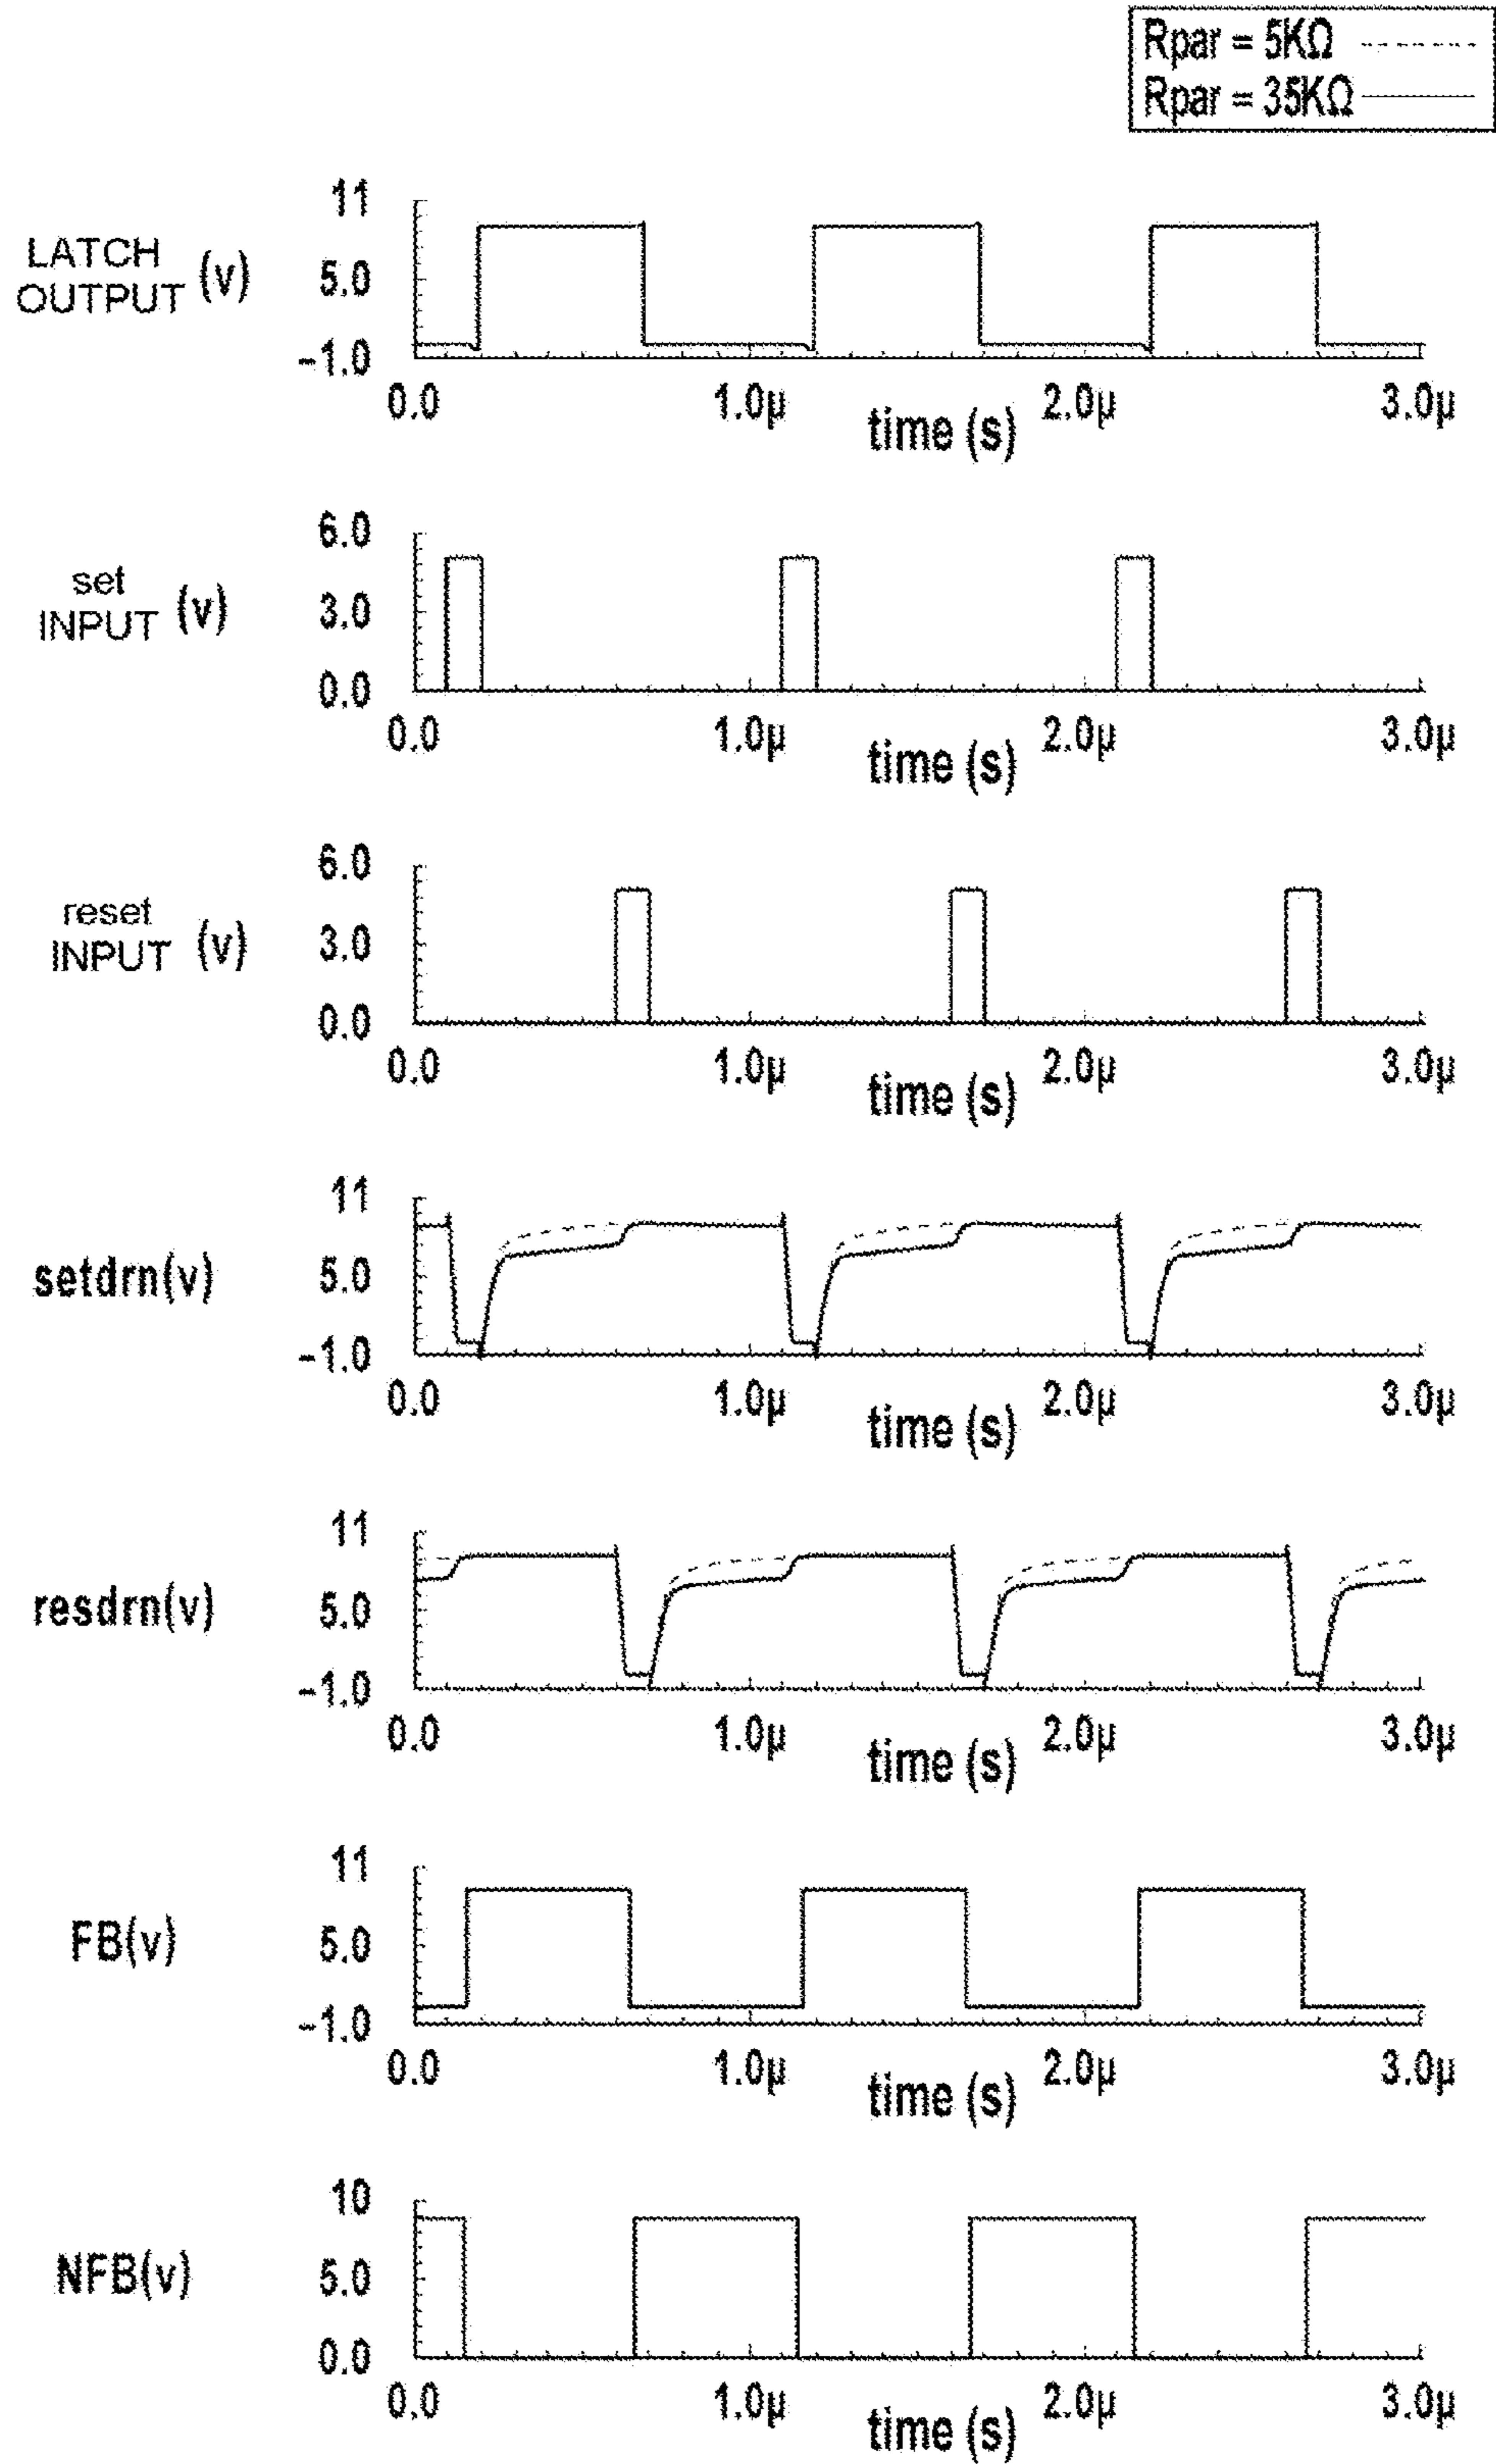 Rpar = 5KΩ
Rpar = 35KΩ
LATCH
OUTPUT (v)
11
5.0
-1.0
0.0 1.0µ 2.0µ 3.0µ
time (s)
set
INPUT (v)
6.0
3.0
0.0
0.0 1.0µ 2.0µ 3.0µ
time (s)
reset
INPUT (v)
6.0
3.0
0.0
0.0 1.0µ 2.0µ 3.0µ
time (s)
setdrn(v)
11
5.0
-1.0
0.0 1.0µ 2.0µ 3.0µ
time (s)
resdrn(v)
11
5.0
-1.0
0.0 1.0µ 2.0µ 3.0µ
time (s)
FB(v)
11
5.0
-1.0
0.0 1.0µ 2.0µ 3.0µ
time (s)
NFB(v)
10
5.0
0.0
0.0 1.0µ 2.0µ 3.0µ
time (s)